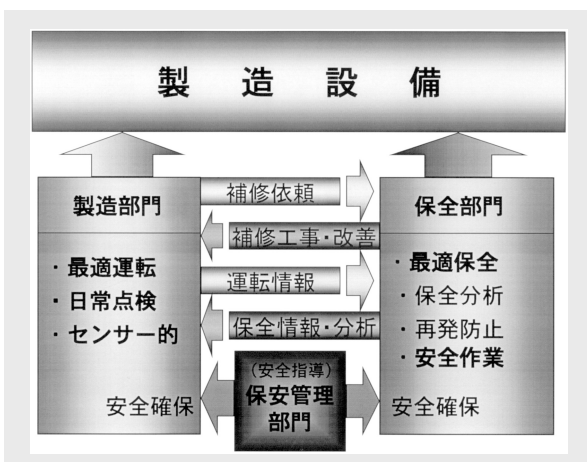 製造設備
製造部門
・最適運転
・日常点検
・センサー的
安全確保
補修依頼
補修工事・改善
運転情報
保全情報・分析
(安全指導)
保安管理
部門
保全部門
・最適保全
・保全分析
・再発防止
・安全作業
安全確保